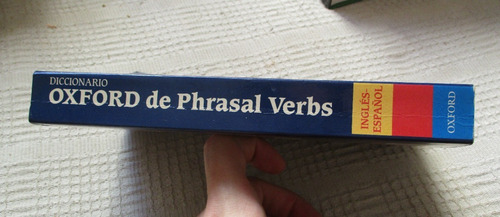 DICCIONARIO
OXFORD de Phrasal Verbs
INGLÉS-
ESPAÑOL
OXFORD